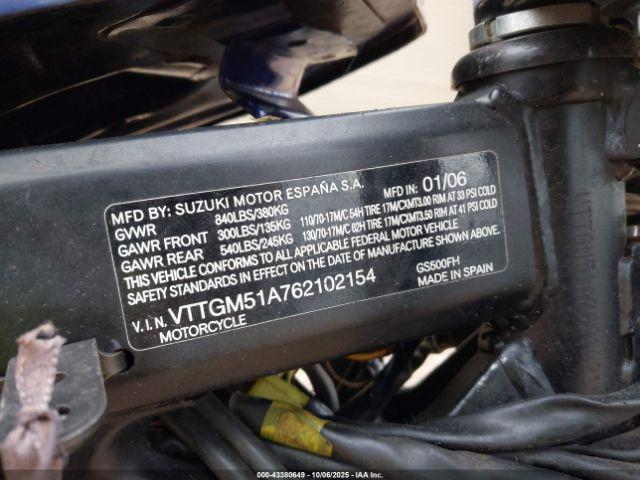 MFD BY: SUZUKI MOTOR ESPAÑA S.A. MFD IN: 01/06
GVWR 840LBS/380KG
GAWR FRONT 300LBS/135KG 110/70-17M/C 54H TIRE 17M/CXMT3.00 RIM AT 33 PSI COLD
GAWR REAR 540LBS/245KG 130/70-17M/C 62H TIRE 17M/CXMT3.50 RIM AT 41 PSI COLD
THIS VEHICLE CONFORMS TO ALL APPLICABLE FEDERAL MOTOR VEHICLE
SAFETY STANDARDS IN EFFECT ON THE DATE OF MANUFACTURE SHOWN ABOVE.
V.I.N. VTTGM51A762102154 GS500FH
MOTORCYCLE MADE IN SPAIN
000-43380649 | 10/06/2025 - IAA Inc.